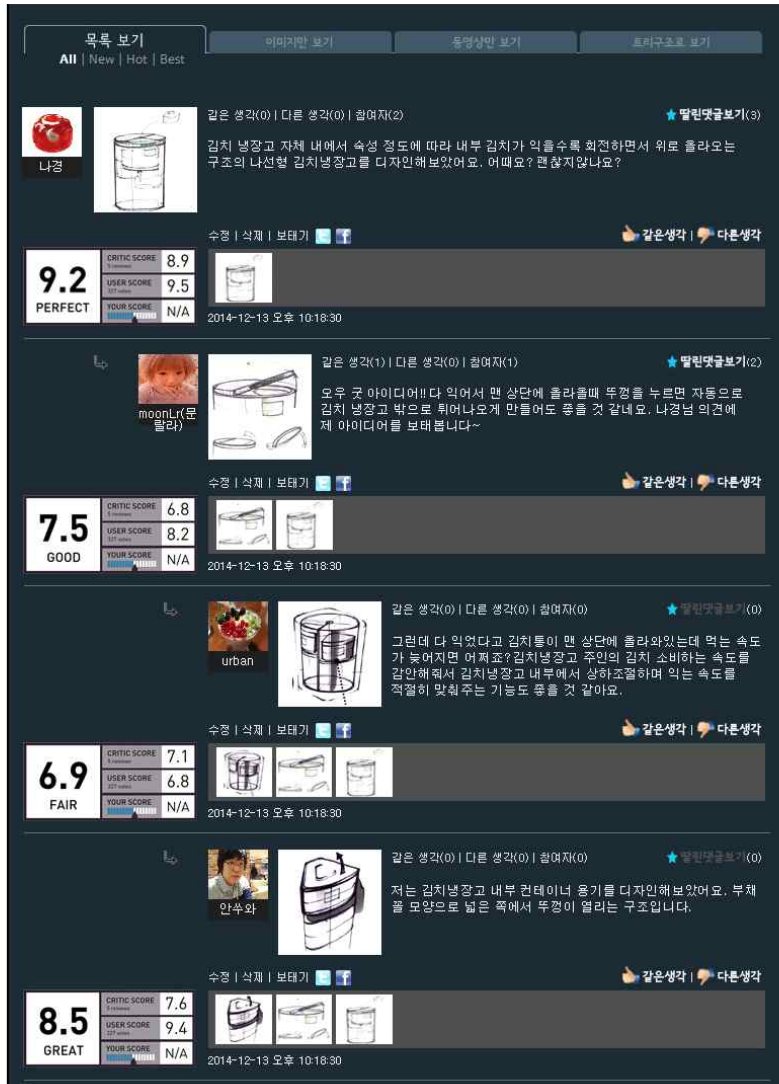 목록 보기
이미지만 보기
동영상만 보기
트리구조로 보기
All | New | Hot | Best
나경
같은 생각(0) | 다른 생각(0) | 참여자(2)
딸린댓글보기(3)
김치 냉장고 자체 내에서 숙성 정도에 따라 내부 김치가 익을수록 회전하면서 위로 올라오는
구조의 나선형 김치냉장고를 디자인해보았어요. 어때요? 괜찮지않나요?
수정 | 삭제 | 보태기
같은생각 | 다른생각
9.2
PERFECT
CRITIC SCORE 8.9
USER SCORE 9.5
YOUR SCORE N/A
2014-12-13 오후 10:18:30
moonLr(문
랄라)
같은 생각(1) | 다른 생각(0) | 참여자(1)
딸린댓글보기(2)
오우 굿 아이디어!! 다 익어서 맨 상단에 올라올때 뚜껑을 누르면 자동으로
김치 냉장고 밖으로 튀어나오게 만들어도 좋을 것 같네요. 나경님 의견에
제 아이디어를 보태봅니다~
수정 | 삭제 | 보태기
같은생각 | 다른생각
7.5
GOOD
CRITIC SCORE 6.8
USER SCORE 8.2
YOUR SCORE N/A
2014-12-13 오후 10:18:30
urban
같은 생각(0) | 다른 생각(0) | 참여자(0)
딸린댓글보기(0)
그런데 다 익었다고 김치통이 맨 상단에 올라와있는데 먹는 속도
가 늦어지면 어쩌죠?김치냉장고 주인의 김치 소비하는 속도를
감안해줘서 김치냉장고 내부에서 상하조절하며 익는 속도를
적절히 맞춰주는 기능도 좋을 것 같아요.
수정 | 삭제 | 보태기
같은생각 | 다른생각
6.9
FAIR
CRITIC SCORE 7.1
USER SCORE 6.8
YOUR SCORE N/A
2014-12-13 오후 10:18:30
안쑤와
같은 생각(0) | 다른 생각(0) | 참여자(0)
딸린댓글보기(0)
저는 김치냉장고 내부 컨테이너 용기를 디자인해보았어요. 부채
꼴 모양으로 넓은 쪽에서 뚜껑이 열리는 구조입니다.
수정 | 삭제 | 보태기
같은생각 | 다른생각
8.5
GREAT
CRITIC SCORE 7.6
USER SCORE 9.4
YOUR SCORE N/A
2014-12-13 오후 10:18:30